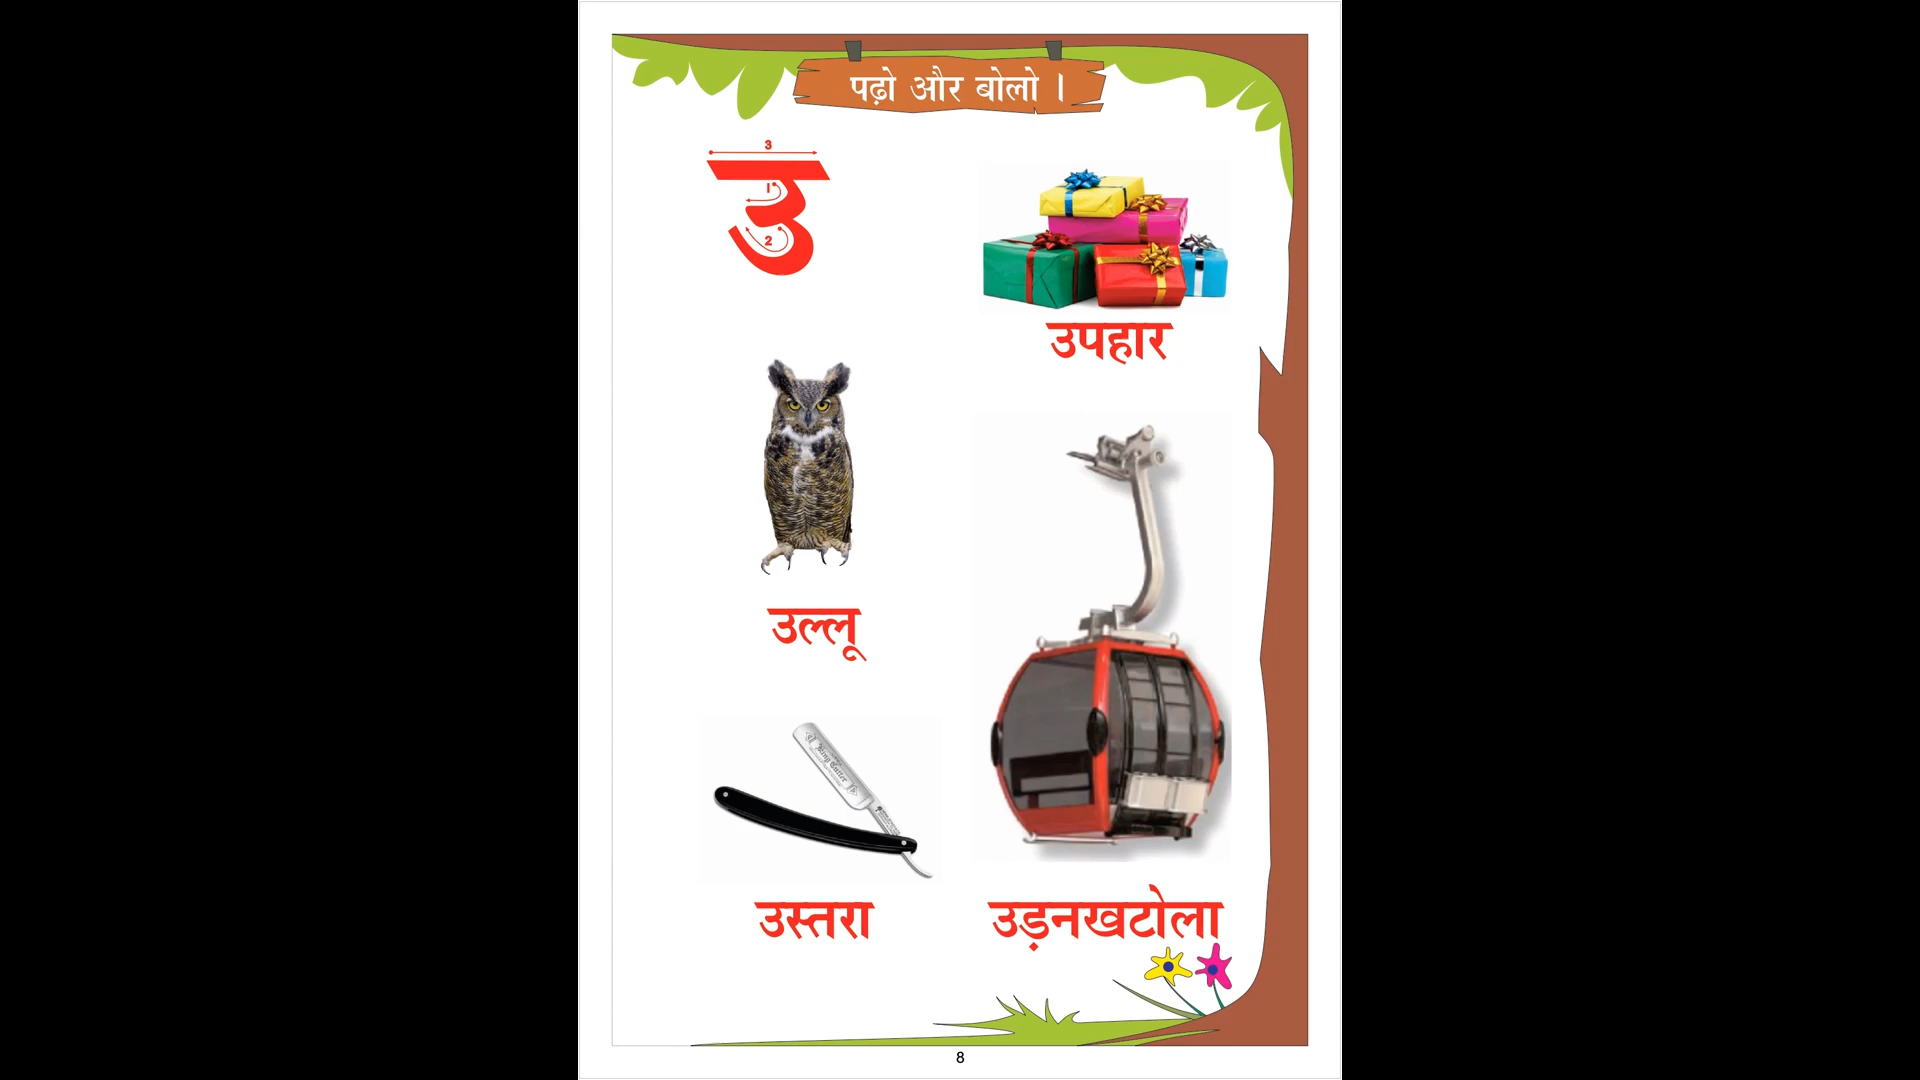 पढ़ो और बोलो ।
3
1
2
उपहार
उल्लू
उस्तरा
उड़नखटोला
8